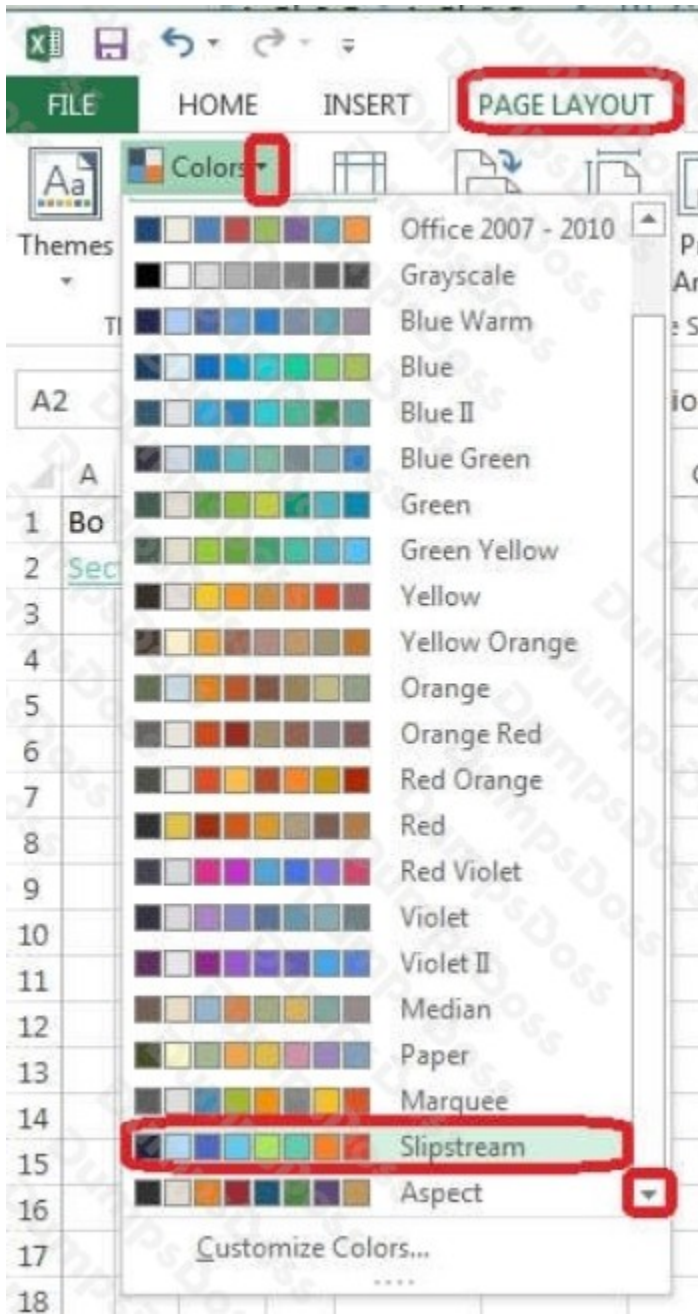 FILE HOME INSERT PAGE LAYOUT
Aa Colors
Themes
A2
A
Office 2007 - 2010
Grayscale
Blue Warm
Blue
Blue II
Blue Green
Green
Green Yellow
Yellow
Yellow Orange
Orange
Orange Red
Red Orange
Red
Red Violet
Violet
Violet II
Median
Paper
Marquee
Slipstream
Aspect
Customize Colors...
1 Bo
2 Sec
3
4
5
6
7
8
9
10
11
12
13
14
15
16
17
18
DumpsDoss